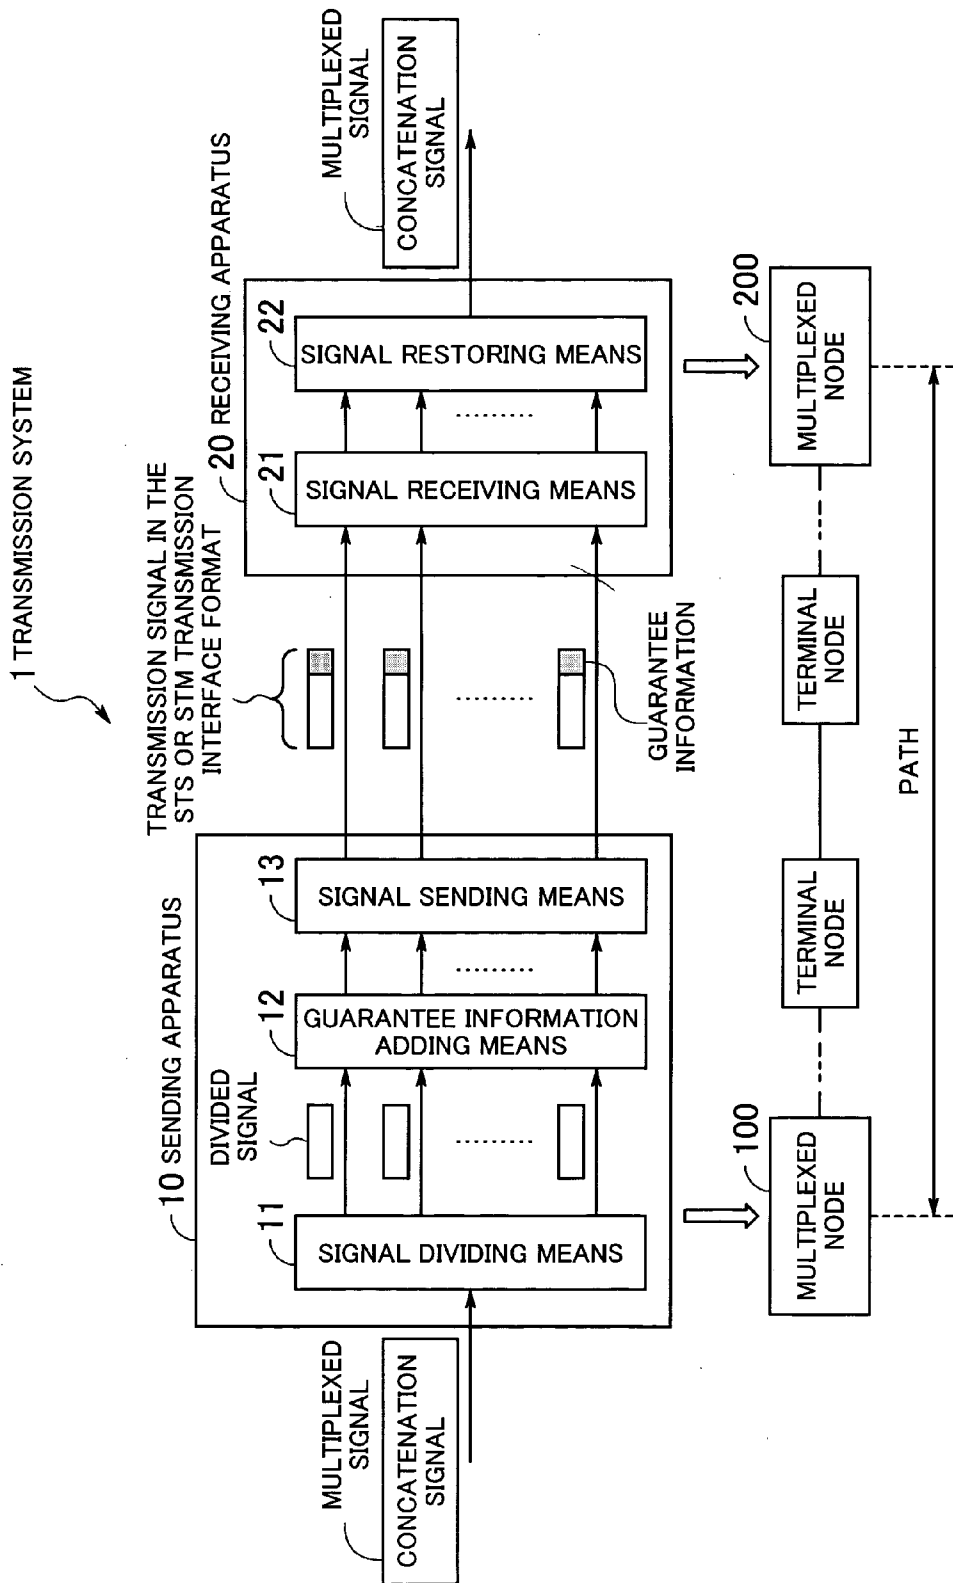 1 TRANSMISSION SYSTEM
TRANSMISSION SIGNAL IN THE
STS OR STM TRANSMISSION
INTERFACE FORMAT
10 SENDING APPARATUS
20 RECEIVING APPARATUS
MULTIPLEXED
SIGNAL
CONCATENATION
SIGNAL
11
SIGNAL DIVIDING MEANS
DIVIDED
SIGNAL
12
GUARANTEE INFORMATION
ADDING MEANS
13
SIGNAL SENDING MEANS
GUARANTEE
INFORMATION
21
SIGNAL RECEIVING MEANS
22
SIGNAL RESTORING MEANS
MULTIPLEXED
SIGNAL
CONCATENATION
SIGNAL
100
MULTIPLEXED
NODE
TERMINAL
NODE
TERMINAL
NODE
200
MULTIPLEXED
NODE
PATH